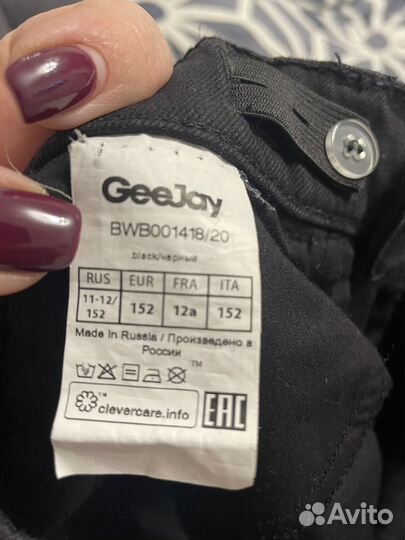 GeeJay
BWB001418/20
black/черный
RUS EUR FRA ITA
11-12/152 152 12a 152
Made in Russia / Произведено в
России
™
™ clevercare.info EAC
Avito